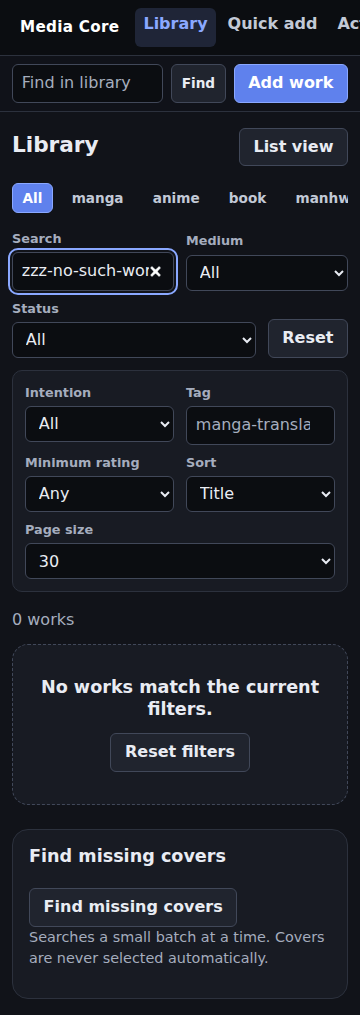 Media Core Library Quick add Ac
Find in library Find Add work
Library List view
All manga anime book manhw
Search Medium
zzz-no-such-wor All
Status
All Reset
Intention Tag
All manga-transla
Minimum rating Sort
Any Title
Page size
30
0 works
No works match the current
filters.
Reset filters
Find missing covers
Find missing covers
Searches a small batch at a time. Covers
are never selected automatically.